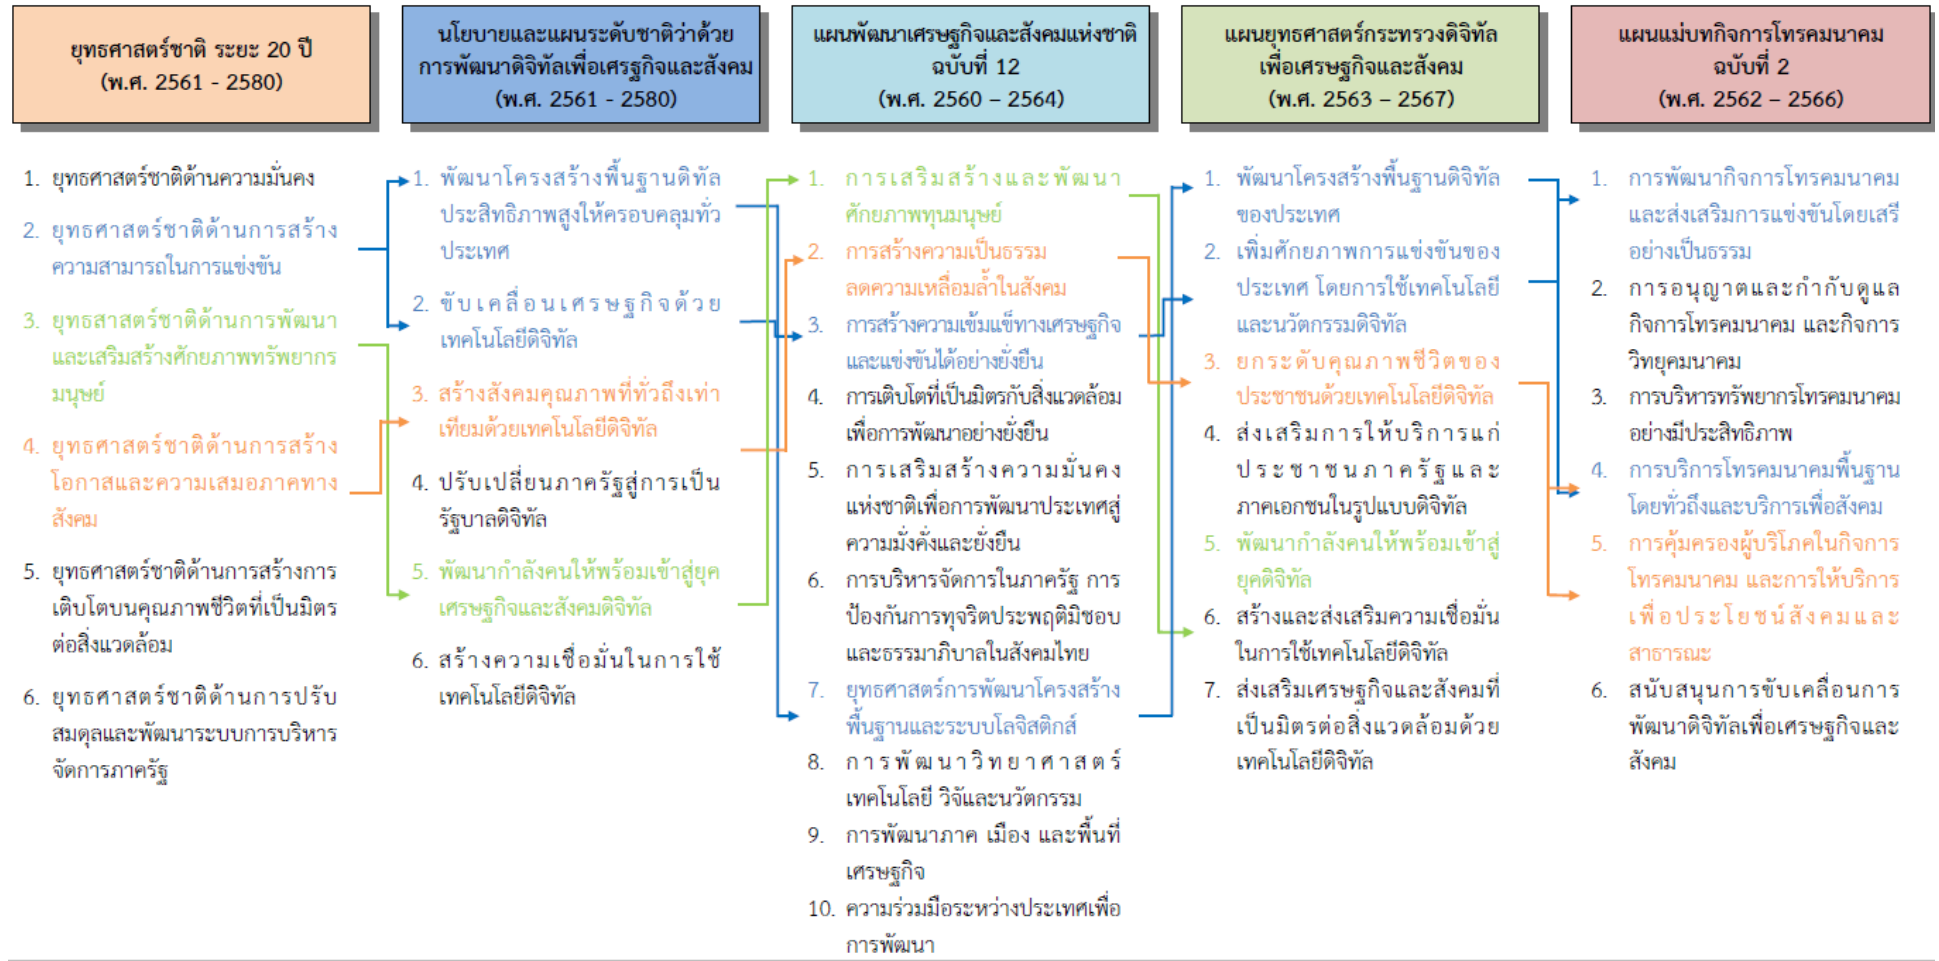 ยุทธศาสตร์ชาติ ระยะ 20 ปี
(พ.ศ. 2561 - 2580)
นโยบายและแผนระดับชาติว่าด้วย
การพัฒนาดิจิทัลเพื่อเศรฐกิจและสังคม
(พ.ศ. 2561 - 2580)
แผนพัฒนาเศรษฐกิจและสังคมแห่งชาติ
ฉบับที่ 12
(พ.ศ. 2560 – 2564)
แผนยุทธศาสตร์กระทรวงดิจิทัล
เพื่อเศรษฐกิจและสังคม
(พ.ศ. 2563 – 2567)
แผนแม่บทกิจการโทรคมนาคม
ฉบับที่ 2
(พ.ศ. 2562 – 2566)
1. ยุทธศาสตร์ชาติด้านความมั่นคง
2. ยุทธศาสตร์ชาติด้านการสร้าง
ความสามารถในการแข่งขัน
3. ยุทธสาสตร์ชาติด้านการพัฒนา
และเสริมสร้างศักยภาพทรัพยากร
มนุษย์
4. ยุทธศาสตร์ชาติด้านการสร้าง
โอกาสและความเสมอภาคทาง
สังคม
5. ยุทธศาสตร์ชาติด้านการสร้างการ
เติบโตบนคุณภาพชีวิตที่เป็นมิตร
ต่อสิ่งแวดล้อม
6. ยุทธศาสตร์ชาติด้านการปรับ
สมดุลและพัฒนาระบบการบริหาร
จัดการภาครัฐ
1. พัฒนาโครงสร้างพื้นฐานดิทัล
ประสิทธิภาพสูงให้ครอบคลุมทั่ว
ประเทศ
2. ขับเคลื่อนเศรษฐกิจด้วย
เทคโนโลยีดิจิทัล
3. สร้างสังคมคุณภาพที่ทั่วถึงเท่า
เทียมด้วยเทคโนโลยีดิจิทัล
4. ปรับเปลี่ยนภาครัฐสู่การเป็น
รัฐบาลดิจิทัล
5. พัฒนากำลังคนให้พร้อมเข้าสู่ยุค
เศรษฐกิจและสังคมดิจิทัล
6. สร้างความเชื่อมั่นในการใช้
เทคโนโลยีดิจิทัล
1. การเสริมสร้างและพัฒนา
ศักยภาพทุนมนุษย์
2. การสร้างความเป็นธรรม
ลดความเหลื่อมล้ำในสังคม
3. การสร้างความเข้มแข็ทางเศรษฐกิจ
และแข่งขันได้อย่างยั่งยืน
4. การเติบโตที่เป็นมิตรกับสิ่งแวดล้อม
เพื่อการพัฒนาอย่างยั่งยืน
5. การเสริมสร้างความมั่นคง
แห่งชาติเพื่อการพัฒนาประเทศสู่
ความมั่งคั่งและยั่งยืน
6. การบริหารจัดการในภาครัฐ การ
ป้องกันการทุจริตประพฤติมิชอบ
และธรรมาภิบาลในสังคมไทย
7. ยุทธศาสตร์การพัฒนาโครงสร้าง
พื้นฐานและระบบโลจิสติกส์
8. การพัฒนาวิทยาศาสตร์
เทคโนโลยี วิจัและนวัตกรรม
9. การพัฒนาภาค เมือง และพื้นที่
เศรษฐกิจ
10. ความร่วมมือระหว่างประเทศเพื่อ
การพัฒนา
1. พัฒนาโครงสร้างพื้นฐานดิจิทัล
ของประเทศ
2. เพิ่มศักยภาพการแข่งขันของ
ประเทศ โดยการใช้เทคโนโลยี
และนวัตกรรมดิจิทัล
3. ยกระดับคุณภาพชีวิตของ
ประชาชนด้วยเทคโนโลยีดิจิทัล
4. ส่งเสริมการให้บริการแก่
ประชาชนภาครัฐและ
ภาคเอกชนในรูปแบบดิจิทัล
5. พัฒนากำลังคนให้พร้อมเข้าสู่
ยุคดิจิทัล
6. สร้างและส่งเสริมความเชื่อมั่น
ในการใช้เทคโนโลยีดิจิทัล
7. ส่งเสริมเศรษฐกิจและสังคมที่
เป็นมิตรต่อสิ่งแวดล้อมด้วย
เทคโนโลยีดิจิทัล
1. การพัฒนากิจการโทรคมนาคม
และส่งเสริมการแข่งขันโดยเสรี
อย่างเป็นธรรม
2. การอนุญาตและกำกับดูแล
กิจการโทรคมนาคม และกิจการ
วิทยุคมนาคม
3. การบริหารทรัพยากรโทรคมนาคม
อย่างมีประสิทธิภาพ
4. การบริการโทรคมนาคมพื้นฐาน
โดยทั่วถึงและบริการเพื่อสังคม
5. การคุ้มครองผู้บริโภคในกิจการ
โทรคมนาคม และการให้บริการ
เพื่อประโยชน์สังคมและ
สาธารณะ
6. สนับสนุนการขับเคลื่อนการ
พัฒนาดิจิทัลเพื่อเศรษฐกิจและ
สังคม